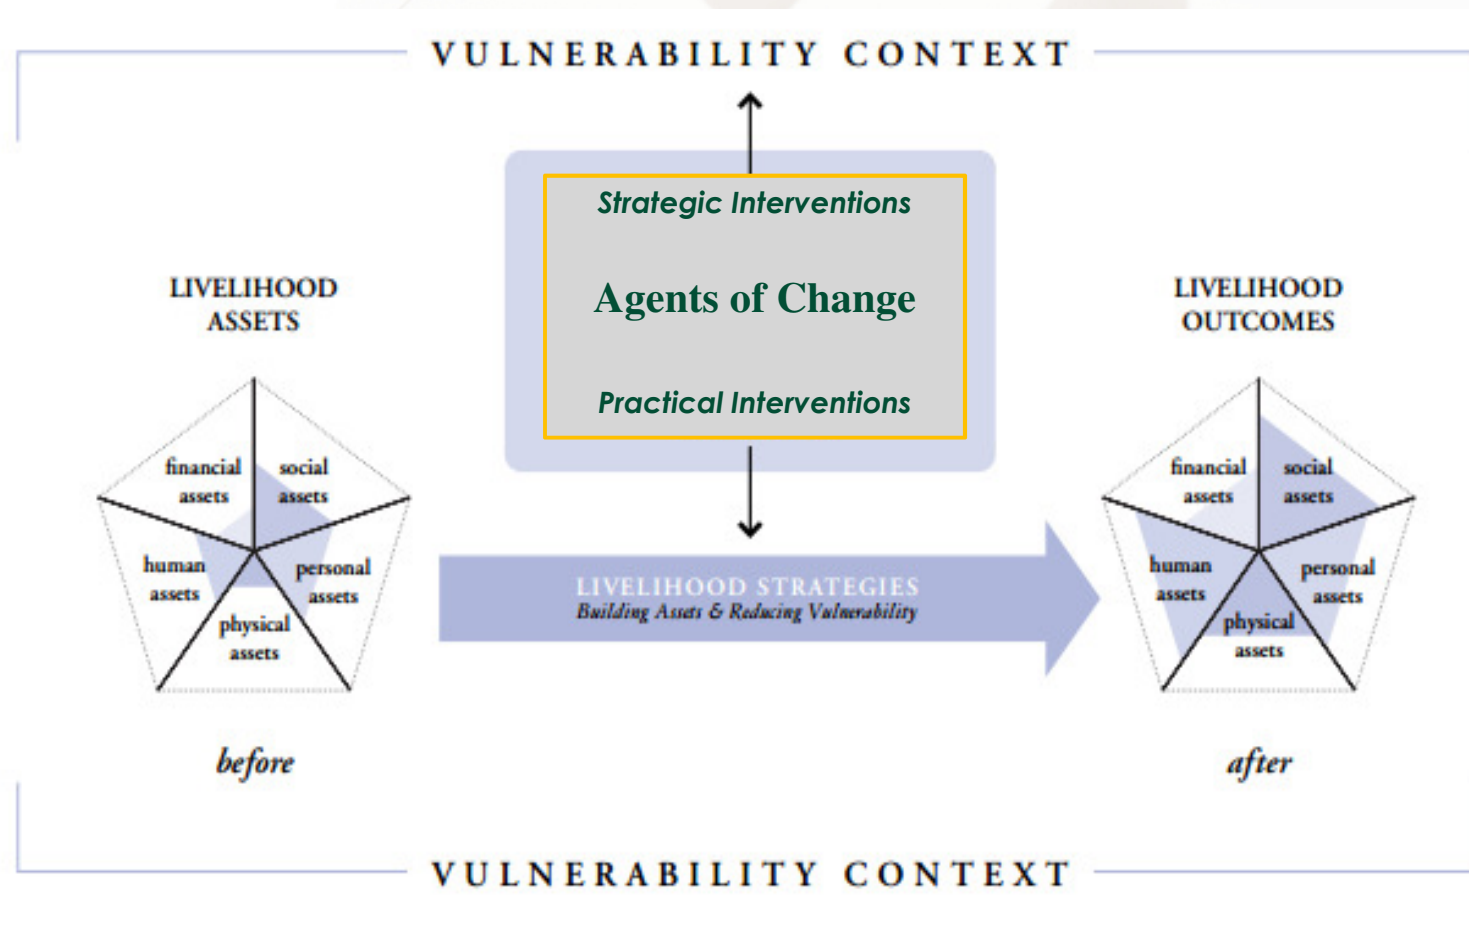 VULNERABILITY CONTEXT
Strategic Interventions
Agents of Change
Practical Interventions
LIVELIHOOD
ASSETS
financial
assets
social
assets
human
assets
personal
assets
physical
assets
before
LIVELIHOOD STRATEGIES
Building Assets & Reducing Vulnerability
LIVELIHOOD
OUTCOMES
financial
assets
social
assets
human
assets
personal
assets
physical
assets
after
VULNERABILITY CONTEXT